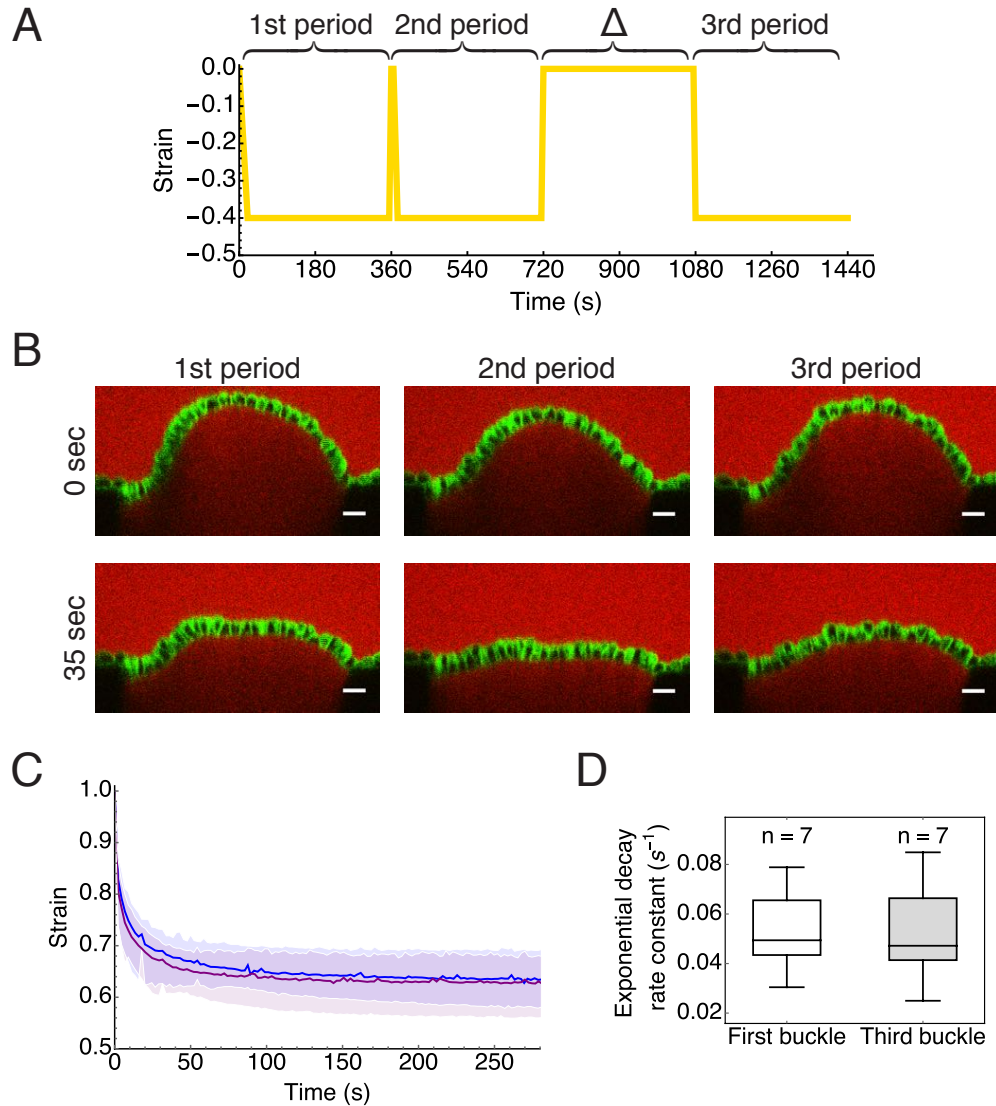 A
1st period
2nd period
Δ
3rd period
0.0
−0.1
−0.2
−0.3
−0.4
−0.5
Strain
0
180
360
540
720
900
1080
1260
1440
Time (s)
B
1st period
2nd period
3rd period
0 sec
35 sec
C
1.0
0.9
0.8
0.7
0.6
0.5
Strain
0
50
100
150
200
250
Time (s)
D
n = 7
n = 7
0.08
0.06
0.04
0.02
Exponential decay
rate constant (s⁻¹)
First buckle
Third buckle